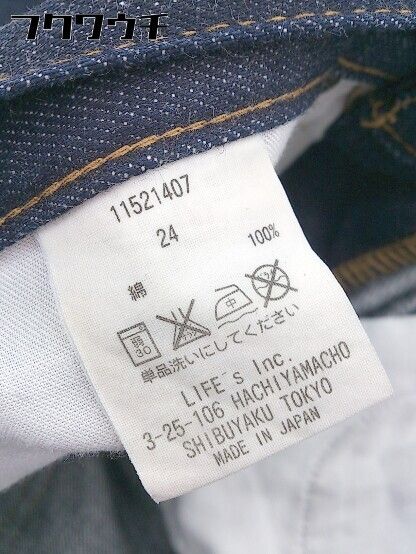 フクワウチ
11521407
24
綿 100%
弱 30 中
単品洗いにしてください
LIFE's Inc.
3-25-106 HACHIYAMACHO
SHIBUYAKU TOKYO
MADE IN JAPAN